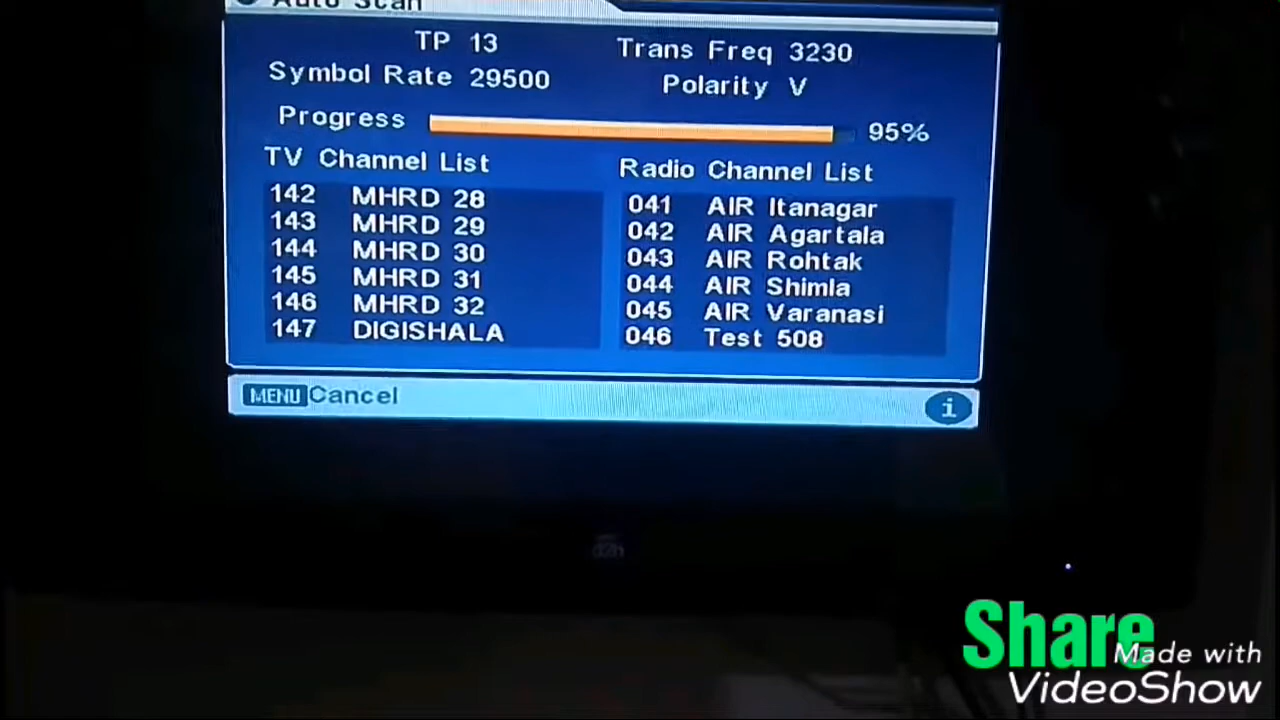 Auto Scan
TP 13
Trans Freq 3230
Symbol Rate 29500
Polarity V
Progress
95%
TV Channel List
142 MHRD 28
143 MHRD 29
144 MHRD 30
145 MHRD 31
146 MHRD 32
147 DIGISHALA
Radio Channel List
041 AIR Itanagar
042 AIR Agartala
043 AIR Rohtak
044 AIR Shimla
045 AIR Varanasi
046 Test 508
MENU Cancel
i
Share
Made with
VideoShow